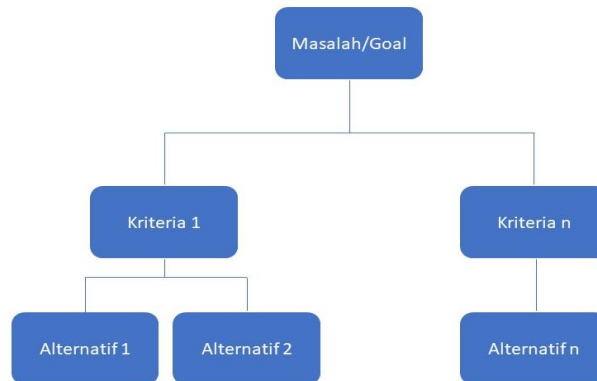 Masalah/Goal
Kriteria 1
Kriteria n
Alternatif 1
Alternatif 2
Alternatif n